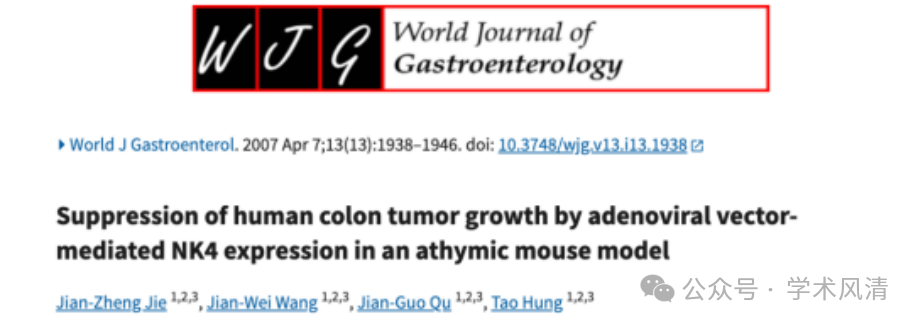 WJG
World Journal of
Gastroenterology
World J Gastroenterol. 2007 Apr 7;13(13):1938–1946. doi: 10.3748/wjg.v13.i13.1938
Suppression of human colon tumor growth by adenoviral vector-
mediated NK4 expression in an athymic mouse model
Jian-Zheng Jie 1,2,3, Jian-Wei Wang 1,2,3, Jian-Guo Qu 1,2,3, Tao Hung 1,2,3
公众号 · 学术风清